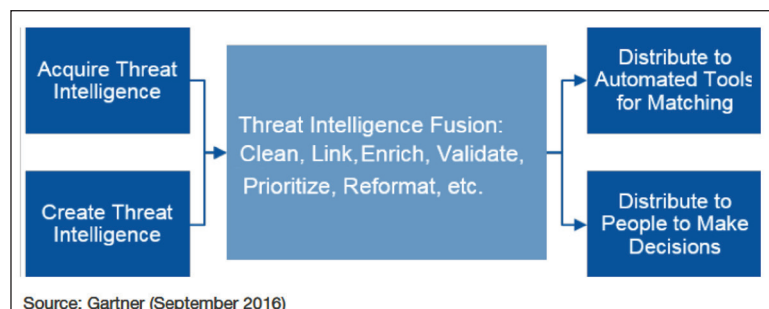 Acquire Threat
Intelligence
Create Threat
Intelligence
Threat Intelligence Fusion:
Clean, Link,Enrich, Validate,
Prioritize, Reformat, etc.
Distribute to
Automated Tools
for Matching
Distribute to
People to Make
Decisions
Source: Gartner (September 2016)